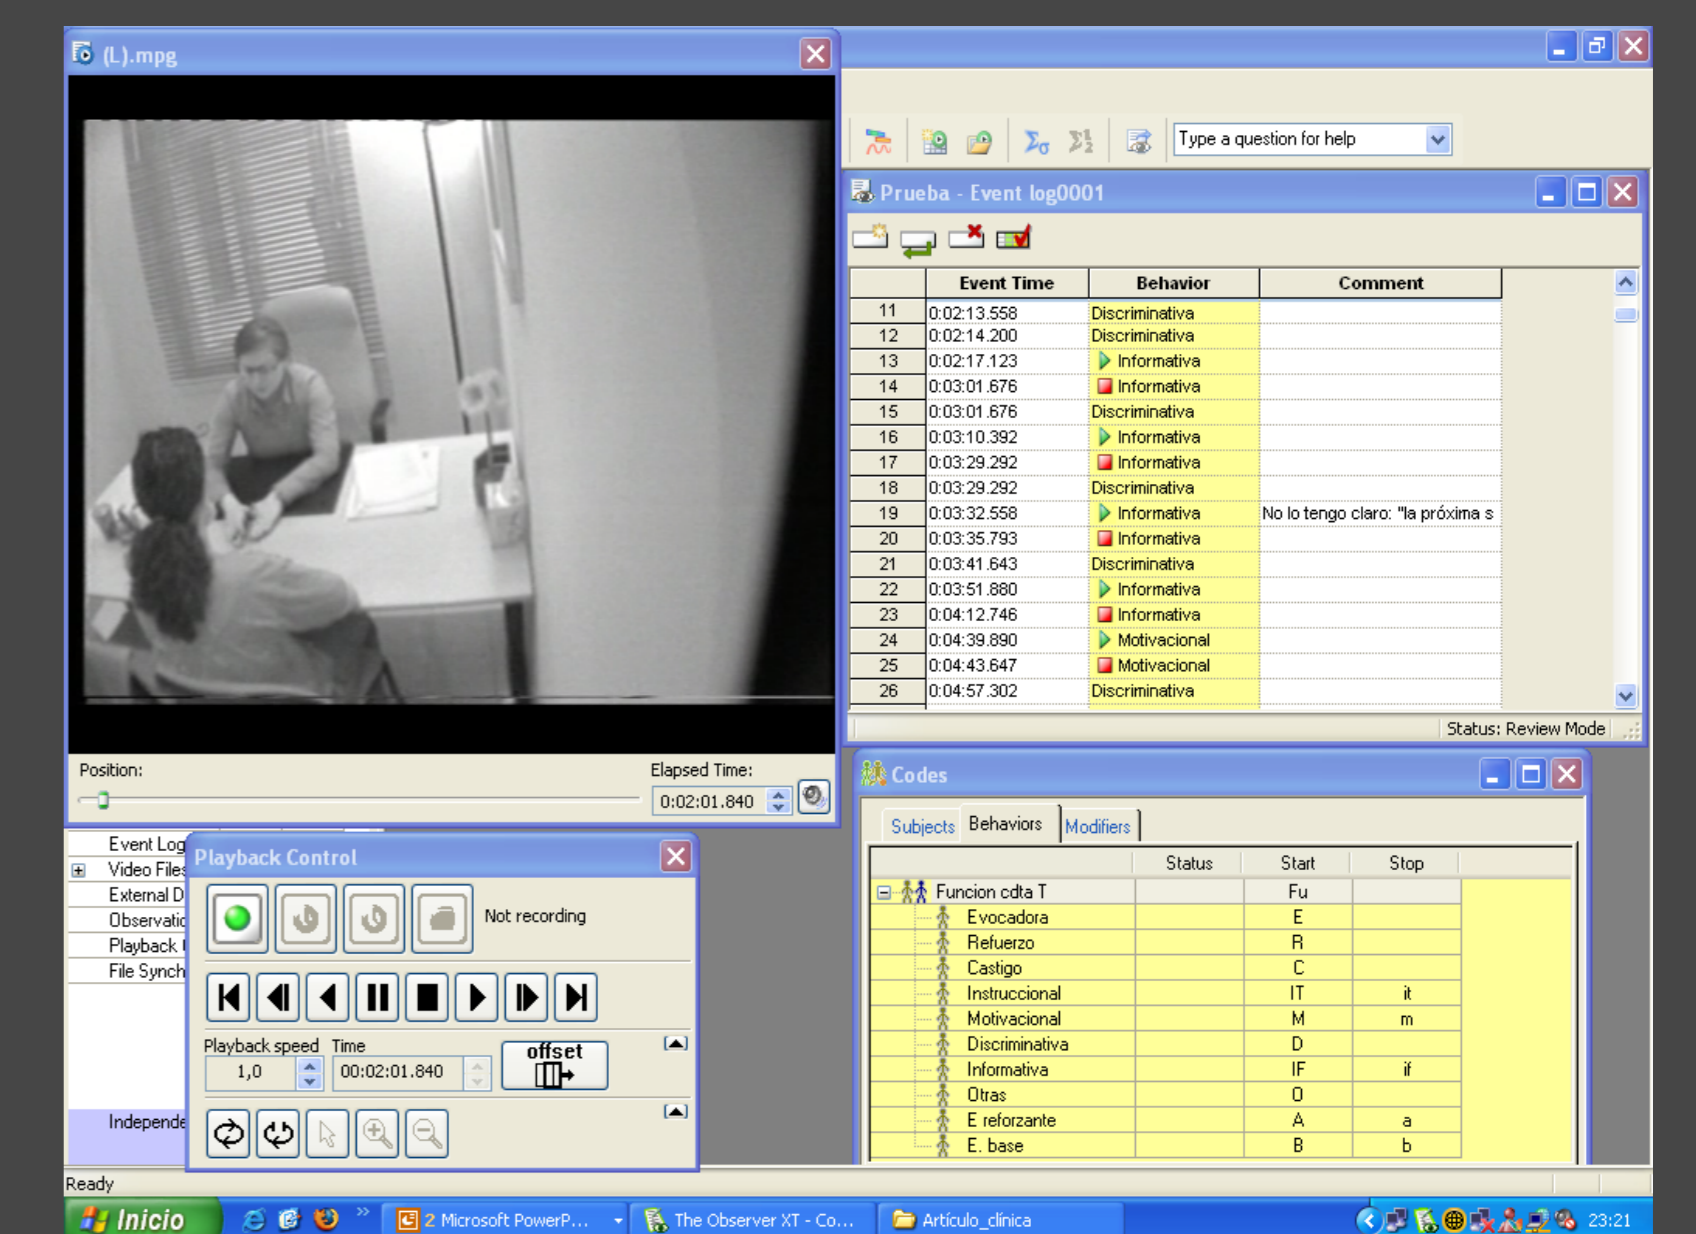 (L).mpg
Type a question for help
Prueba - Event log0001
Event Time Behavior Comment
11 0:02:13.558 Discriminativa
12 0:02:14.200 Discriminativa
13 0:02:17.123 Informativa
14 0:03:01.676 Informativa
15 0:03:01.676 Discriminativa
16 0:03:10.392 Informativa
17 0:03:29.292 Informativa
18 0:03:29.292 Discriminativa
19 0:03:32.558 Informativa No lo tengo claro: "la próxima s
20 0:03:35.793 Informativa
21 0:03:41.643 Discriminativa
22 0:03:51.880 Informativa
23 0:04:12.746 Informativa
24 0:04:39.890 Motivacional
25 0:04:43.647 Motivacional
26 0:04:57.302 Discriminativa
Status: Review Mode
Position:
Elapsed Time:
0:02:01.840
Event Log
Video Files
External D
Observatio
Playback
File Synch
Independe
Playback Control
Not recording
Playback speed Time
1,0 00:02:01.840
offset
Codes
Subjects Behaviors Modifiers
Status Start Stop
Funcion cdta T Fu
Evocadora E
Refuerzo R
Castigo C
Instruccional IT it
Motivacional M m
Discriminativa D
Informativa IF if
Otras O
E reforzante A a
E. base B b
Ready
Inicio
2 Microsoft PowerP...
The Observer XT - Co...
Artículo_clínica
23:21